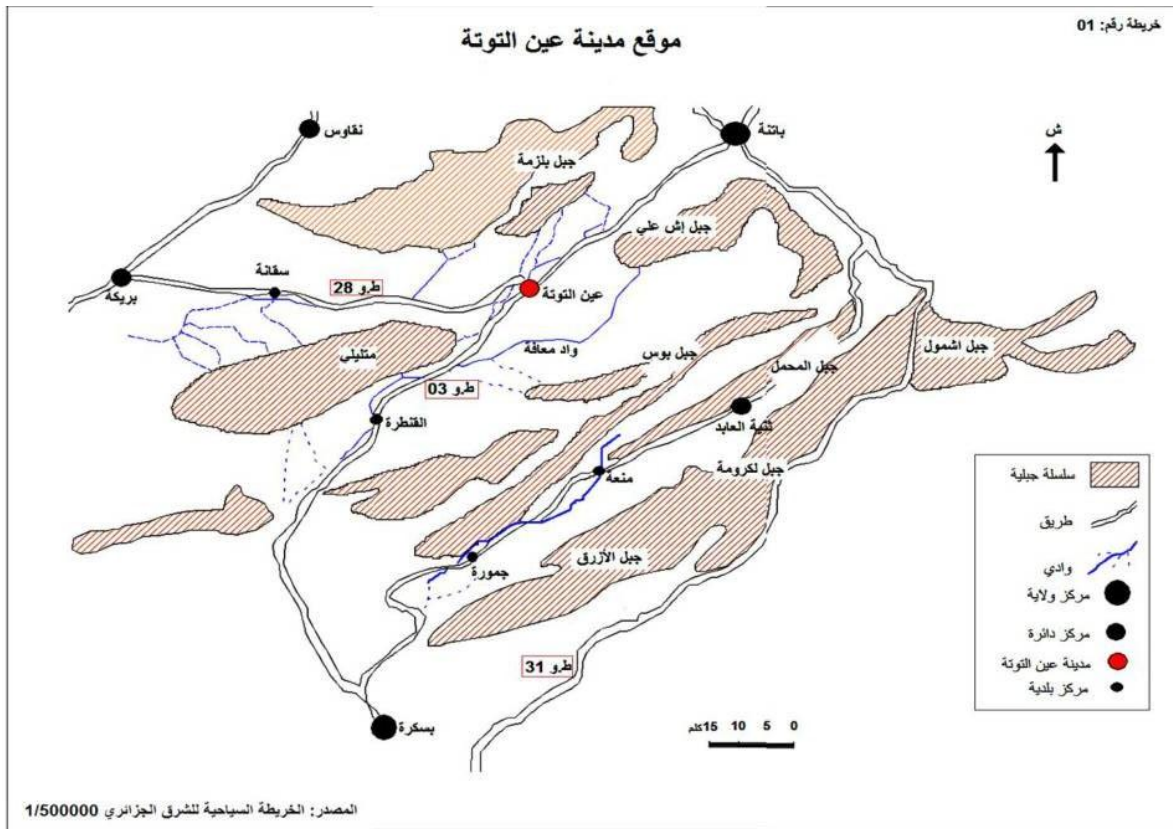 خريطة رقم: 01
موقع مدينة عين التوتة
نقاوس
باتنة
ش
جبل بلزمة
جبل إش علي
سقانة
بريكة
ط.و 28
عين التوتة
متليلي
واد معافة
جبل بوس
جبل المحمل
جبل اشمول
ط.و 03
القنطرة
ثنية العابد
منعة
جبل لكرومة
جمورة
جبل الأزرق
ط.و 31
بسكرة
سلسلة جبلية
طريق
وادي
مركز ولاية
مركز دائرة
مدينة عين التوتة
مركز بلدية
0 5 10 15كلم
المصدر: الخريطة السياحية للشرق الجزائري 1/500000